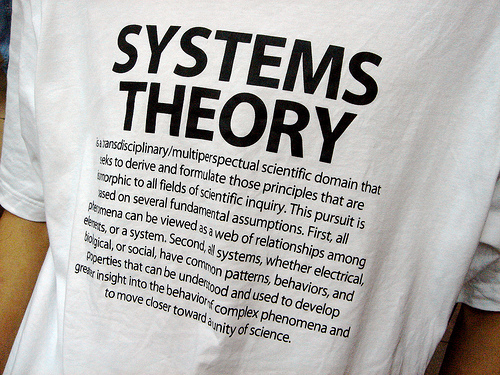 SYSTEMS
THEORY
is a transdisciplinary/multiperspectual scientific domain that
seeks to derive and formulate those principles that are
isomorphic to all fields of scientific inquiry. This pursuit is
based on several fundamental assumptions. First, all
phenomena can be viewed as a web of relationships among
elements, or a system. Second, all systems, whether electrical,
biolgical, or social, have common patterns, behaviors, and
properties that can be understood and used to develop
greater insight into the behavior of complex phenomena and
to move closer toward a unity of science.